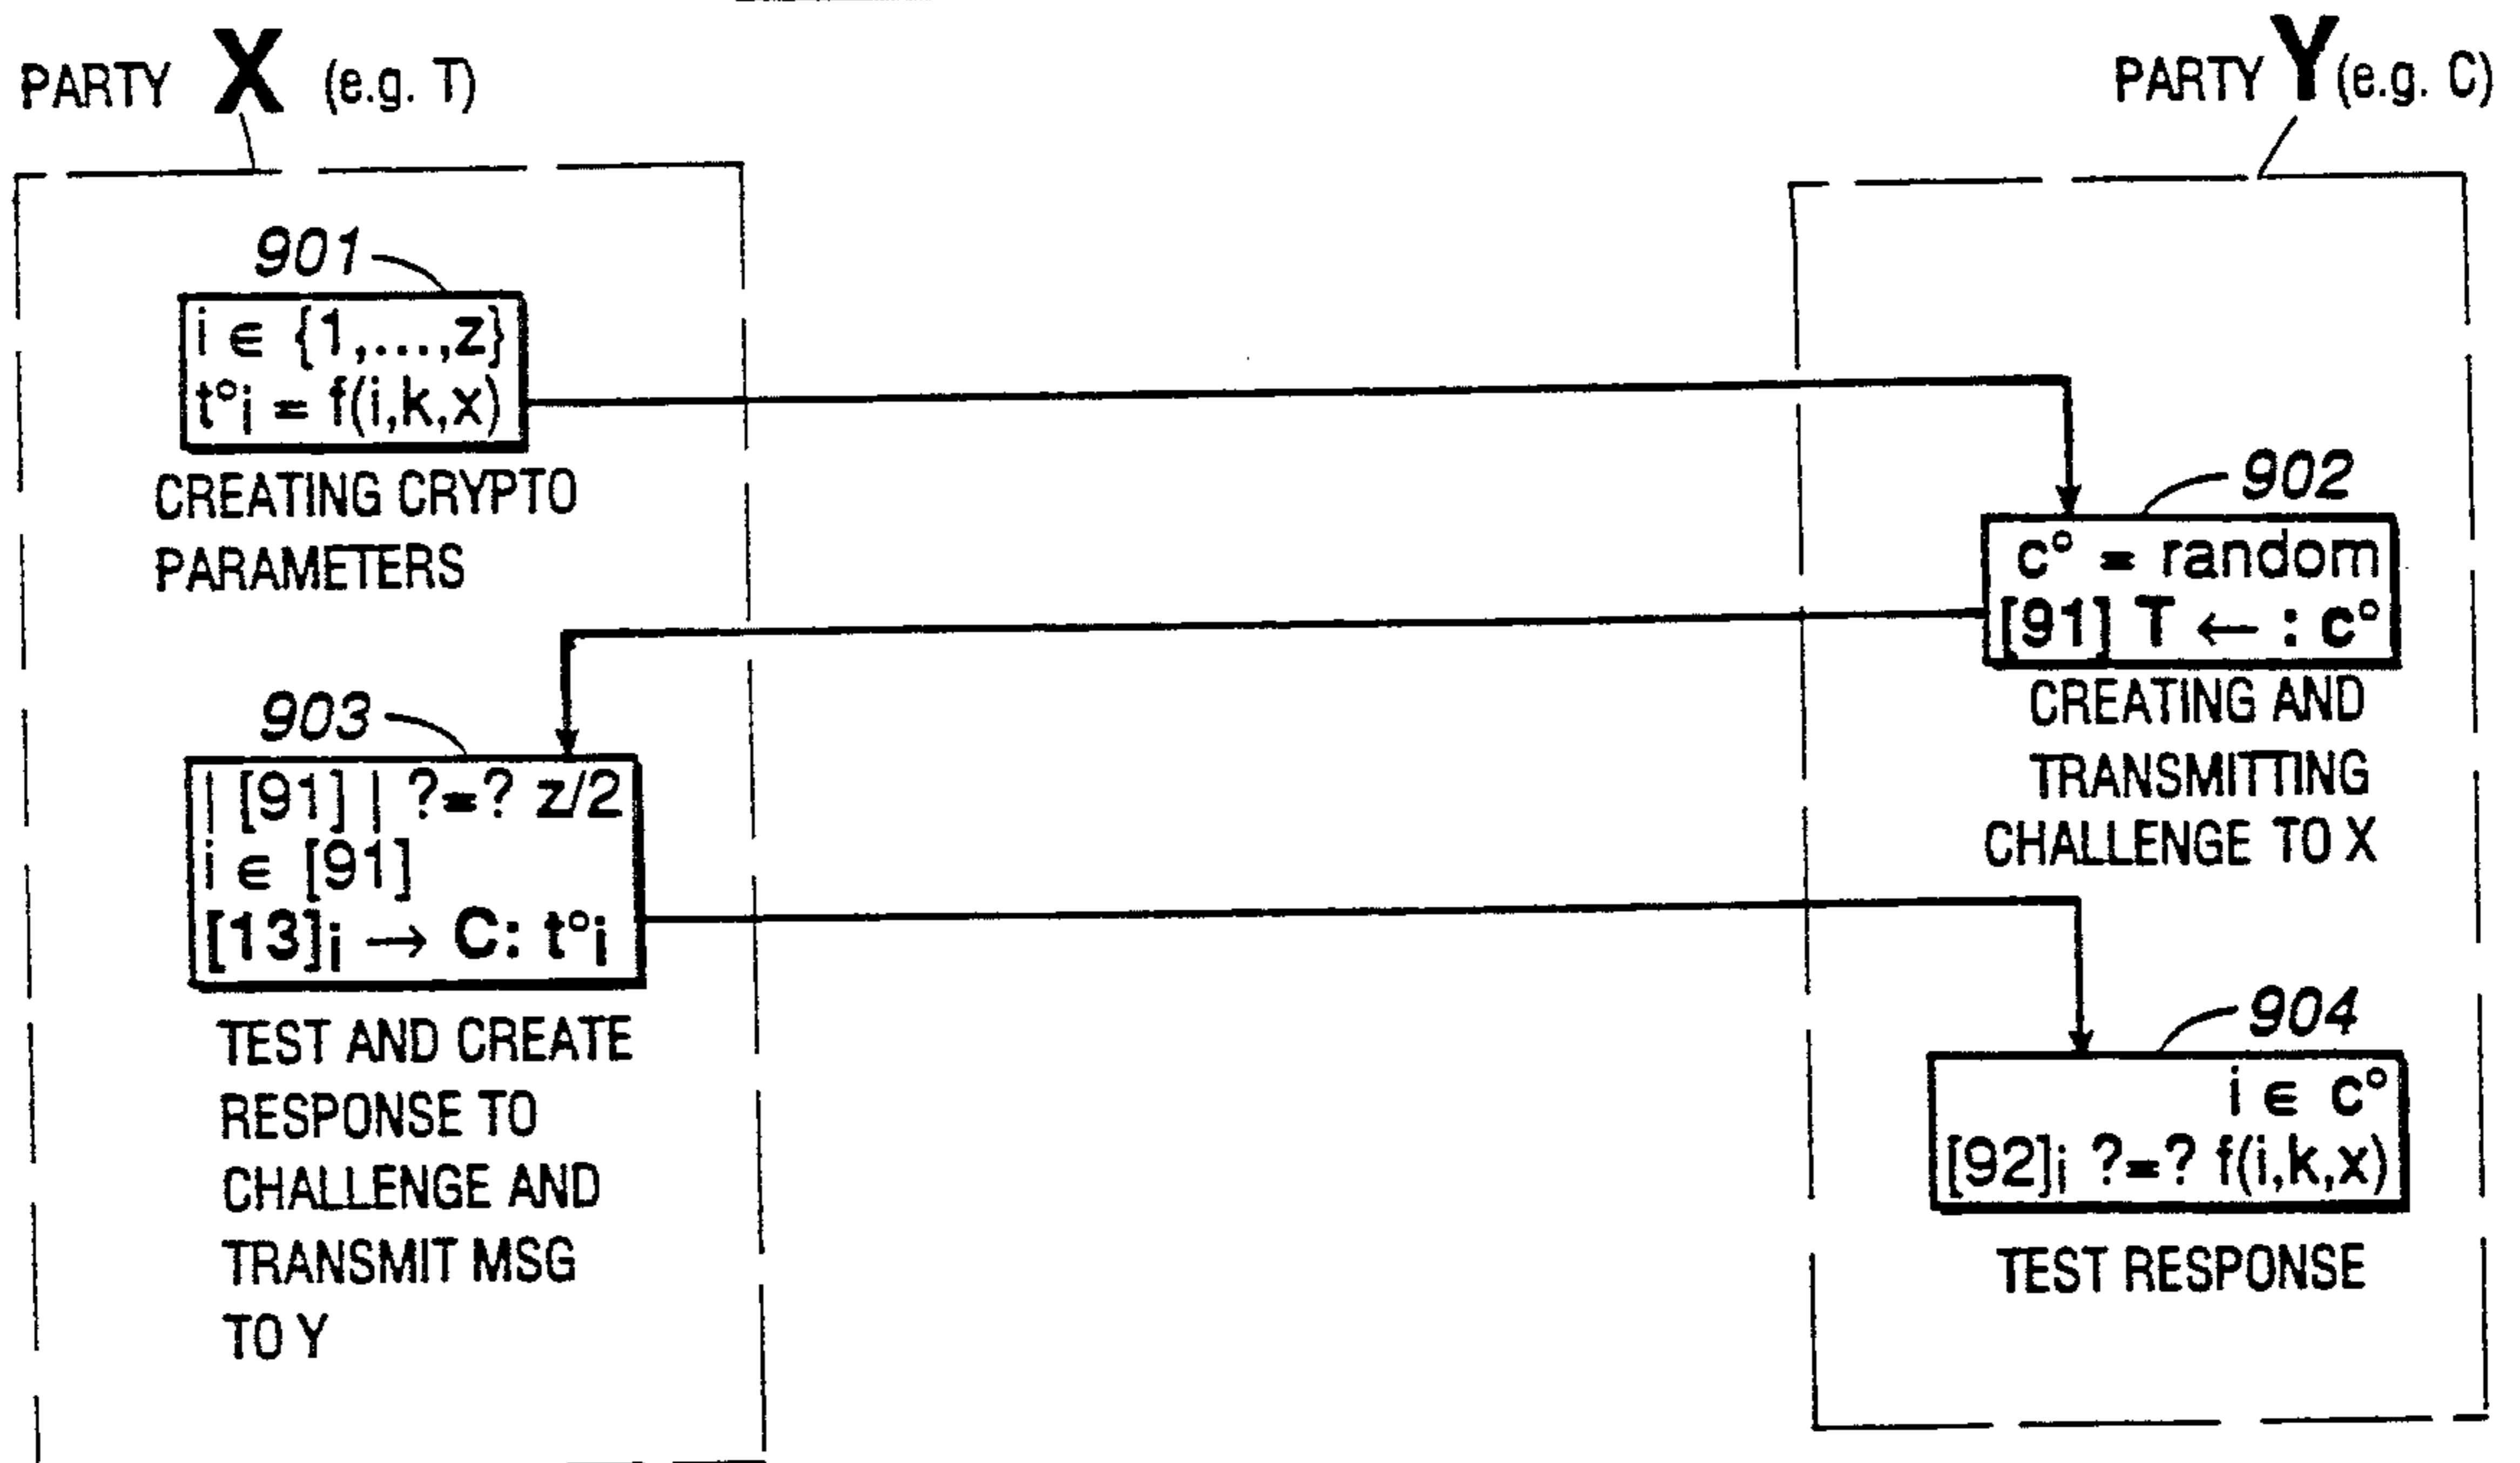 PARTY X (e.g. T)
PARTY Y (e.g. C)
901
i ∈ {1,...,z}
t°i = f(i,k,x)
CREATING CRYPTO
PARAMETERS
902
c° = random
[91] T ← : c°
CREATING AND
TRANSMITTING
CHALLENGE TO X
903
| [91] | ?=? z/2
i ∈ [91]
[13]i → C: t°i
TEST AND CREATE
RESPONSE TO
CHALLENGE AND
TRANSMIT MSG
TO Y
904
i ∈ c°
[92]i ?=? f(i,k,x)
TEST RESPONSE